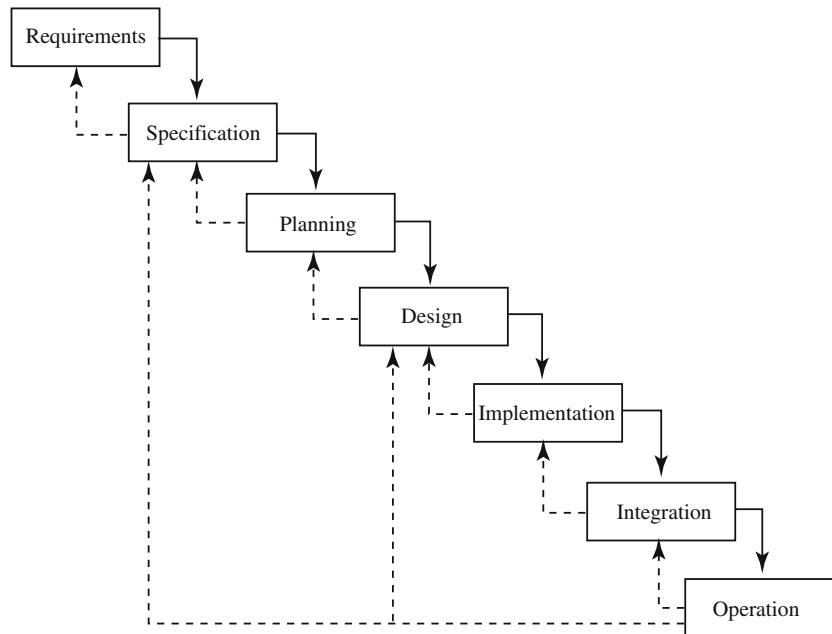 Requirements
Specification
Planning
Design
Implementation
Integration
Operation